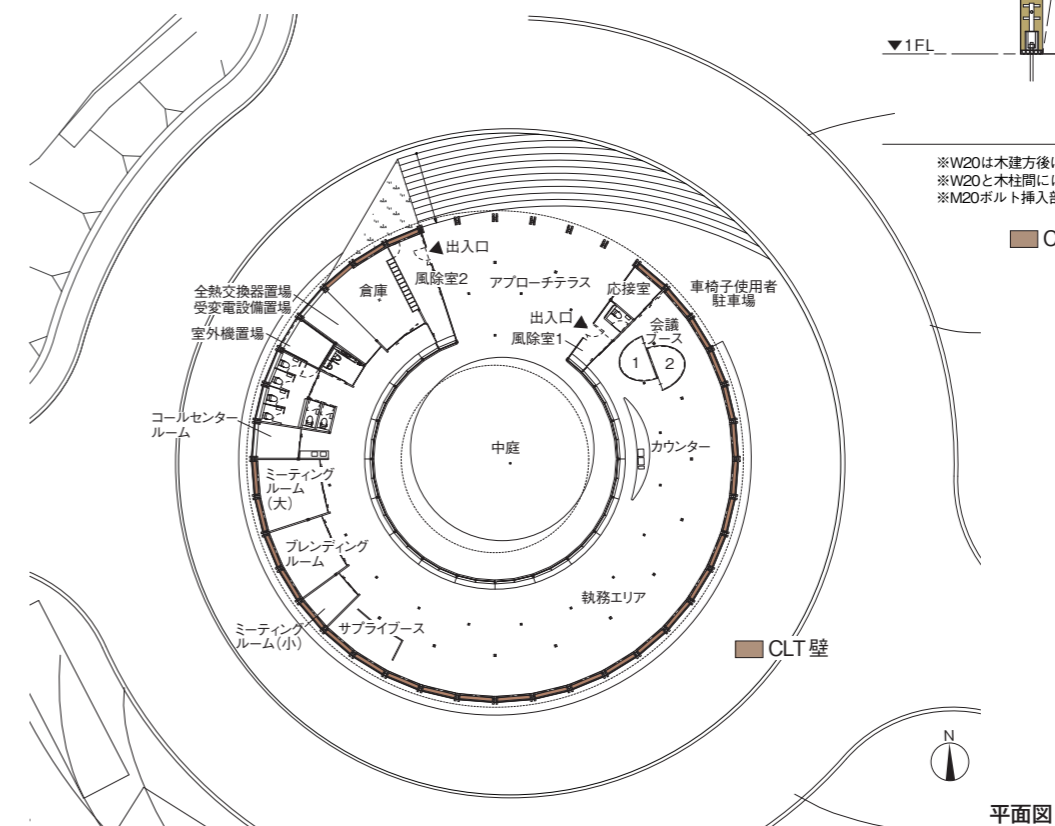 ▼1FL
※W20は木建方後に
※W20と木柱間には
※M20ボルト挿入部
C
出入口
風除室2
倉庫
アプローチテラス
応接室
車椅子使用者
駐車場
全熱交換器置場
受変電設備置場
室外機置場
出入口
風除室1
会議
ブース
1
2
コールセンター
ルーム
中庭
カウンター
ミーティング
ルーム
(大)
ブレンディング
ルーム
執務エリア
ミーティング
ルーム(小)
サプライブース
CLT壁
N
平面図